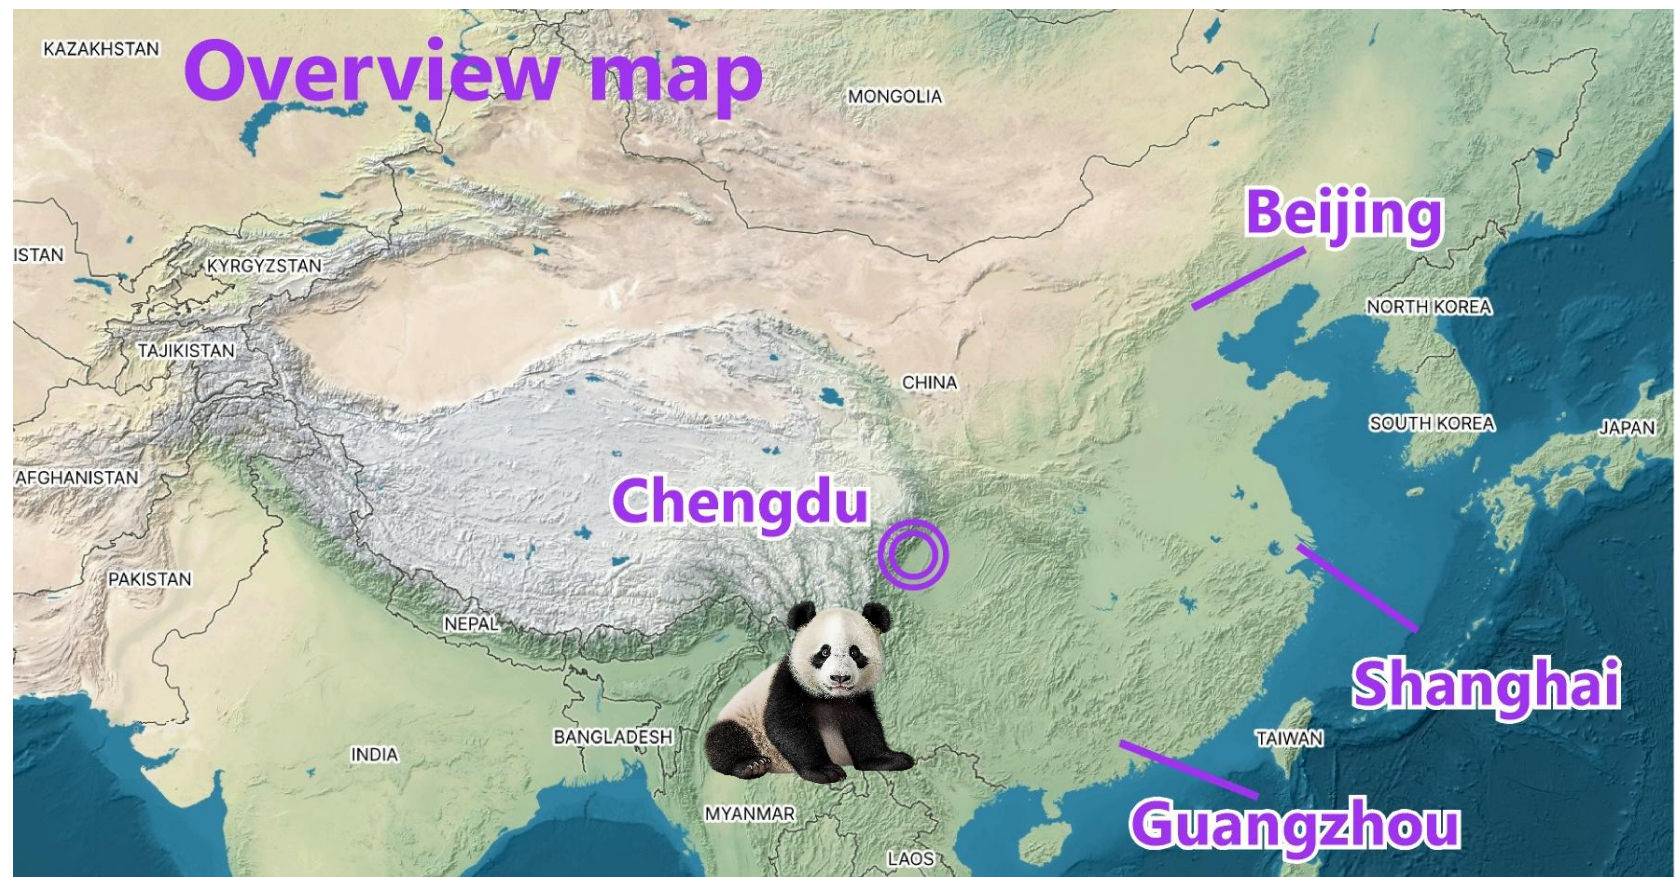 KAZAKHSTAN
Overview map
MONGOLIA
Beijing
ISTAN
KYRGYZSTAN
NORTH KOREA
TAJIKISTAN
CHINA
SOUTH KOREA
JAPAN
AFGHANISTAN
Chengdu
PAKISTAN
NEPAL
Shanghai
BANGLADESH
TAIWAN
INDIA
MYANMAR
Guangzhou
LAOS